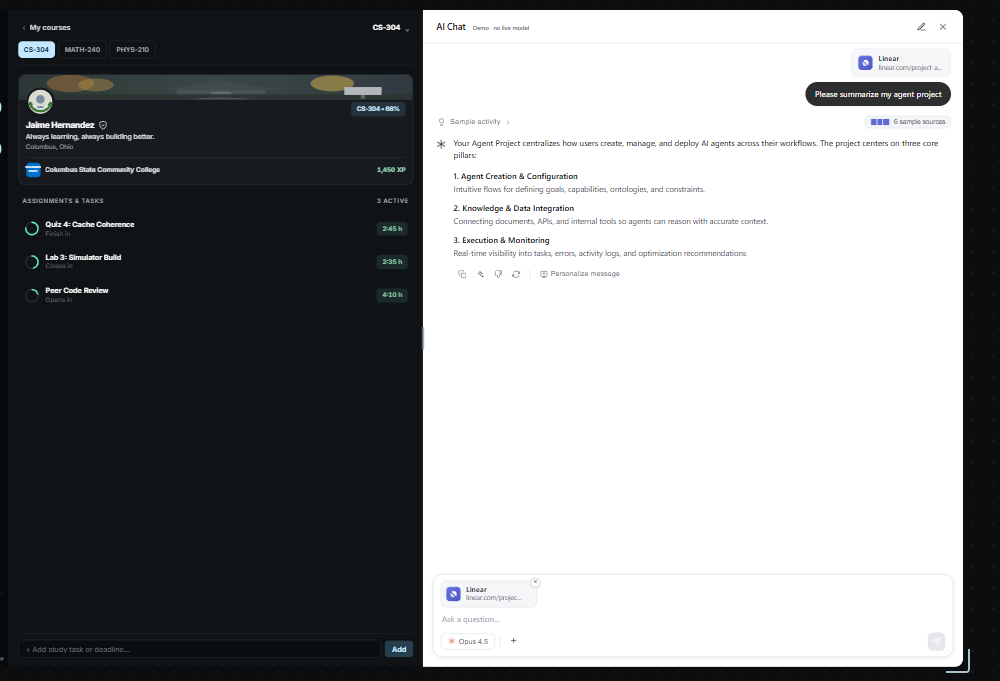 ‹ My courses
CS-304
CS-304
MATH-240
PHYS-210
CS-304 • 68%
Jaime Hernandez
Always learning, always building better.
Columbus, Ohio
Columbus State Community College
1,450 XP
ASSIGNMENTS & TASKS
3 ACTIVE
Quiz 4: Cache Coherence
Finish in
2:45 h
Lab 3: Simulator Build
Closes in
2:35 h
Peer Code Review
Opens in
4:10 h
+ Add study task or deadline...
Add
AI Chat
Demo · no live model
Linear
linear.com/project-a...
Please summarize my agent project
Sample activity ›
6 sample sources
Your Agent Project centralizes how users create, manage, and deploy AI agents across their workflows. The project centers on three core
pillars:
1. Agent Creation & Configuration
Intuitive flows for defining goals, capabilities, ontologies, and constraints.
2. Knowledge & Data Integration
Connecting documents, APIs, and internal tools so agents can reason with accurate context.
3. Execution & Monitoring
Real-time visibility into tasks, errors, activity logs, and optimization recommendations
Personalize message
Linear
linear.com/projec...
Ask a question...
Opus 4.5
+